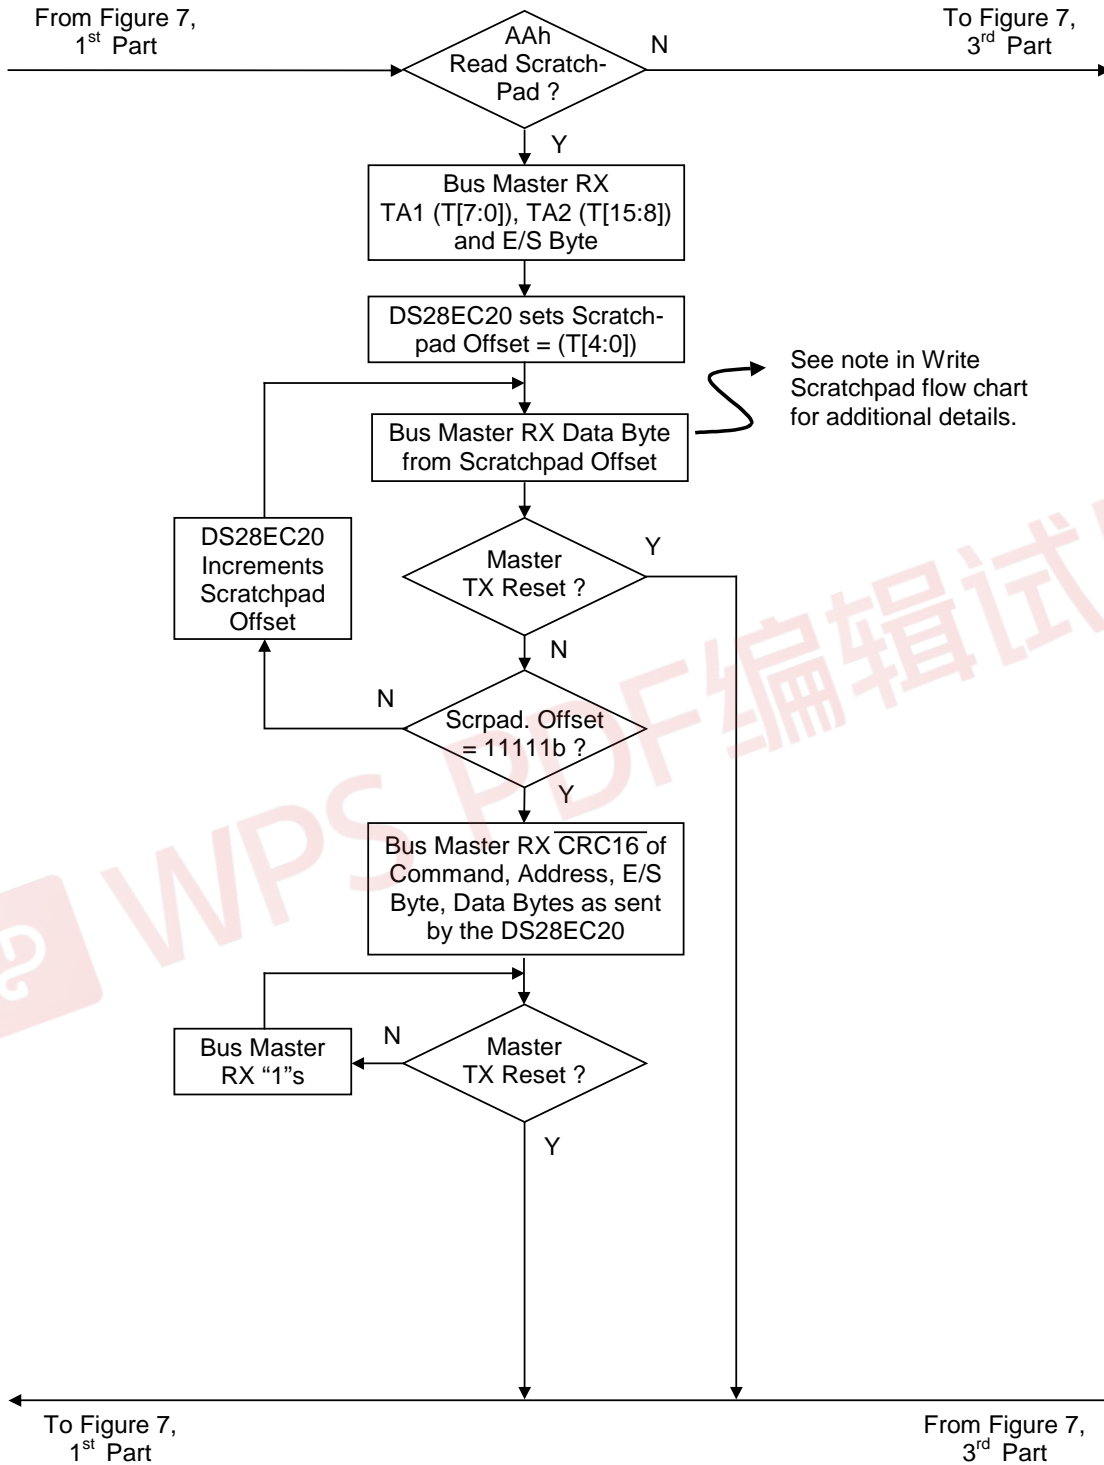 From Figure 7,
1st Part
To Figure 7,
3rd Part
AAh
Read Scratch-
Pad ?
N
Y
Bus Master RX
TA1 (T[7:0]), TA2 (T[15:8])
and E/S Byte
DS28EC20 sets Scratch-
pad Offset = (T[4:0])
See note in Write
Scratchpad flow chart
for additional details.
Bus Master RX Data Byte
from Scratchpad Offset
DS28EC20
Increments
Scratchpad
Offset
Master
TX Reset ?
Y
N
N
Scrpad. Offset
= 11111b ?
Y
Bus Master RX CRC16 of
Command, Address, E/S
Byte, Data Bytes as sent
by the DS28EC20
N
Bus Master
RX “1”s
Master
TX Reset ?
Y
To Figure 7,
1st Part
From Figure 7,
3rd Part
WPS PDF编辑试